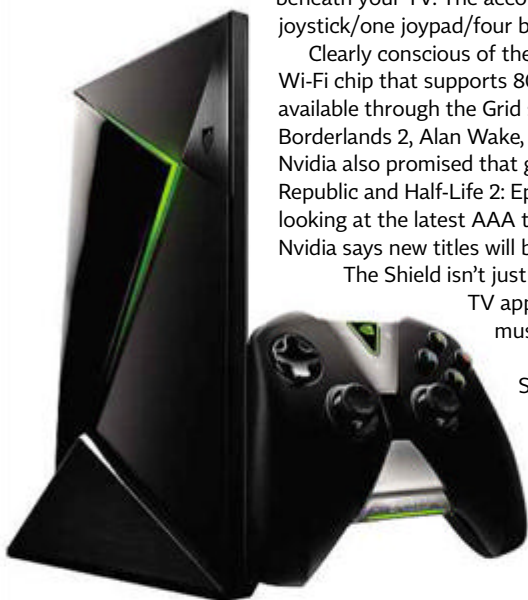 beneath your TV. The acco
joystick/one joypad/four b
Clearly conscious of the
Wi-Fi chip that supports 80
available through the Grid
Borderlands 2, Alan Wake,
Nvidia also promised that g
Republic and Half-Life 2: Ep
looking at the latest AAA t
Nvidia says new titles will b
The Shield isn't just
TV app
mus
S